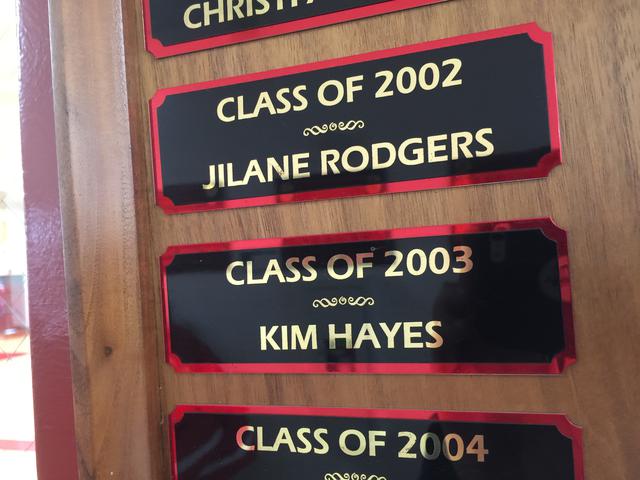 CLASS OF 2002
JILANE RODGERS
CLASS OF 2003
KIM HAYES
CLASS OF 2004